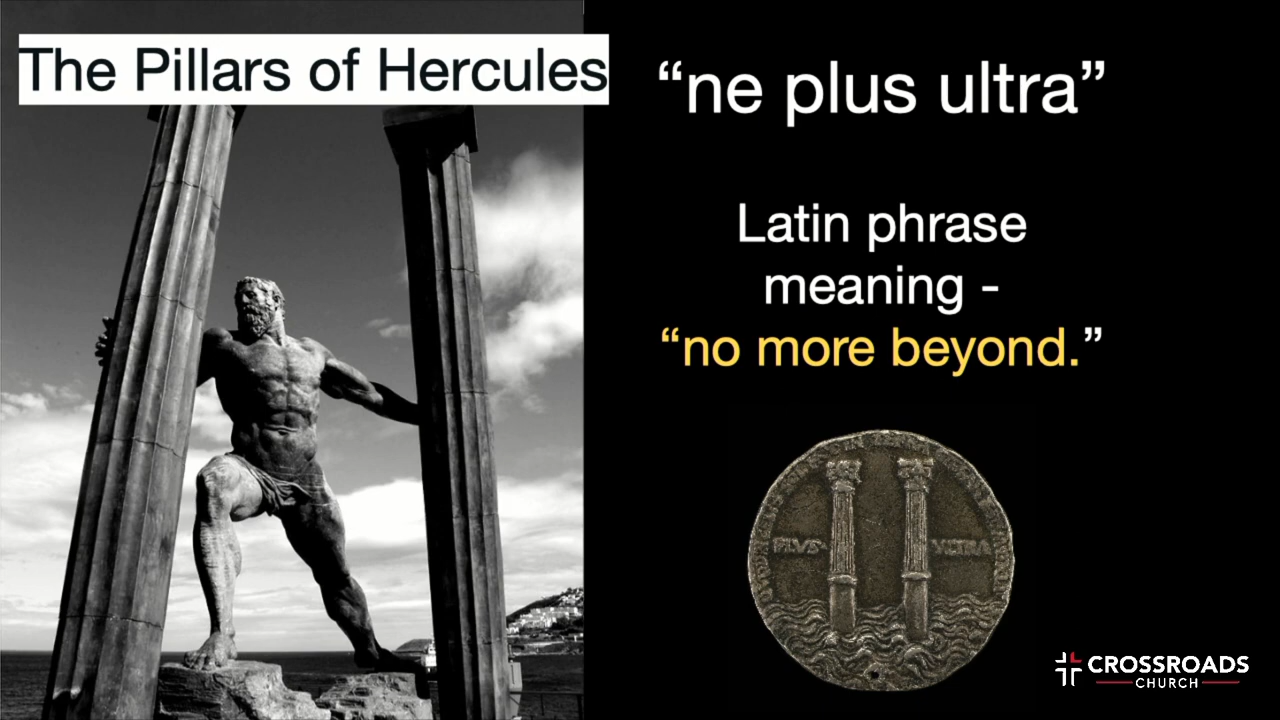 The Pillars of Hercules
“ne plus ultra”
Latin phrase
meaning -
“no more beyond.”
PLVS
VLTRA
CROSSROADS
CHURCH